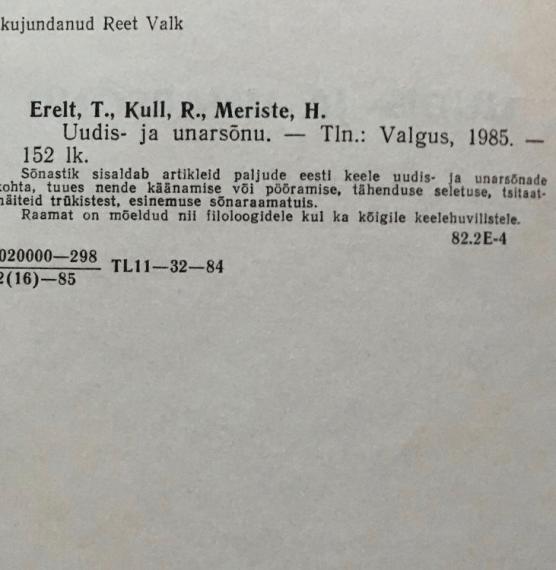 kujundanud Reet Valk
Erelt, T., Kull, R., Meriste, H.
Uudis- ja unarsõnu. — Tln.: Valgus, 1985. —
152 lk.
Sõnastik sisaldab artikleid paljude eesti keele uudis- ja unarsõnade
kohta, tuues nende käänamise või pööramise, tähenduse seletuse, tsitaat-
näiteid trükistest, esinemuse sõnaraamatuis.
Raamat on mõeldud nii filoloogidele kul ka kõigile keelehuvilistele.
82.2E-4
020000—298
2(16)—85
TL11—32—84